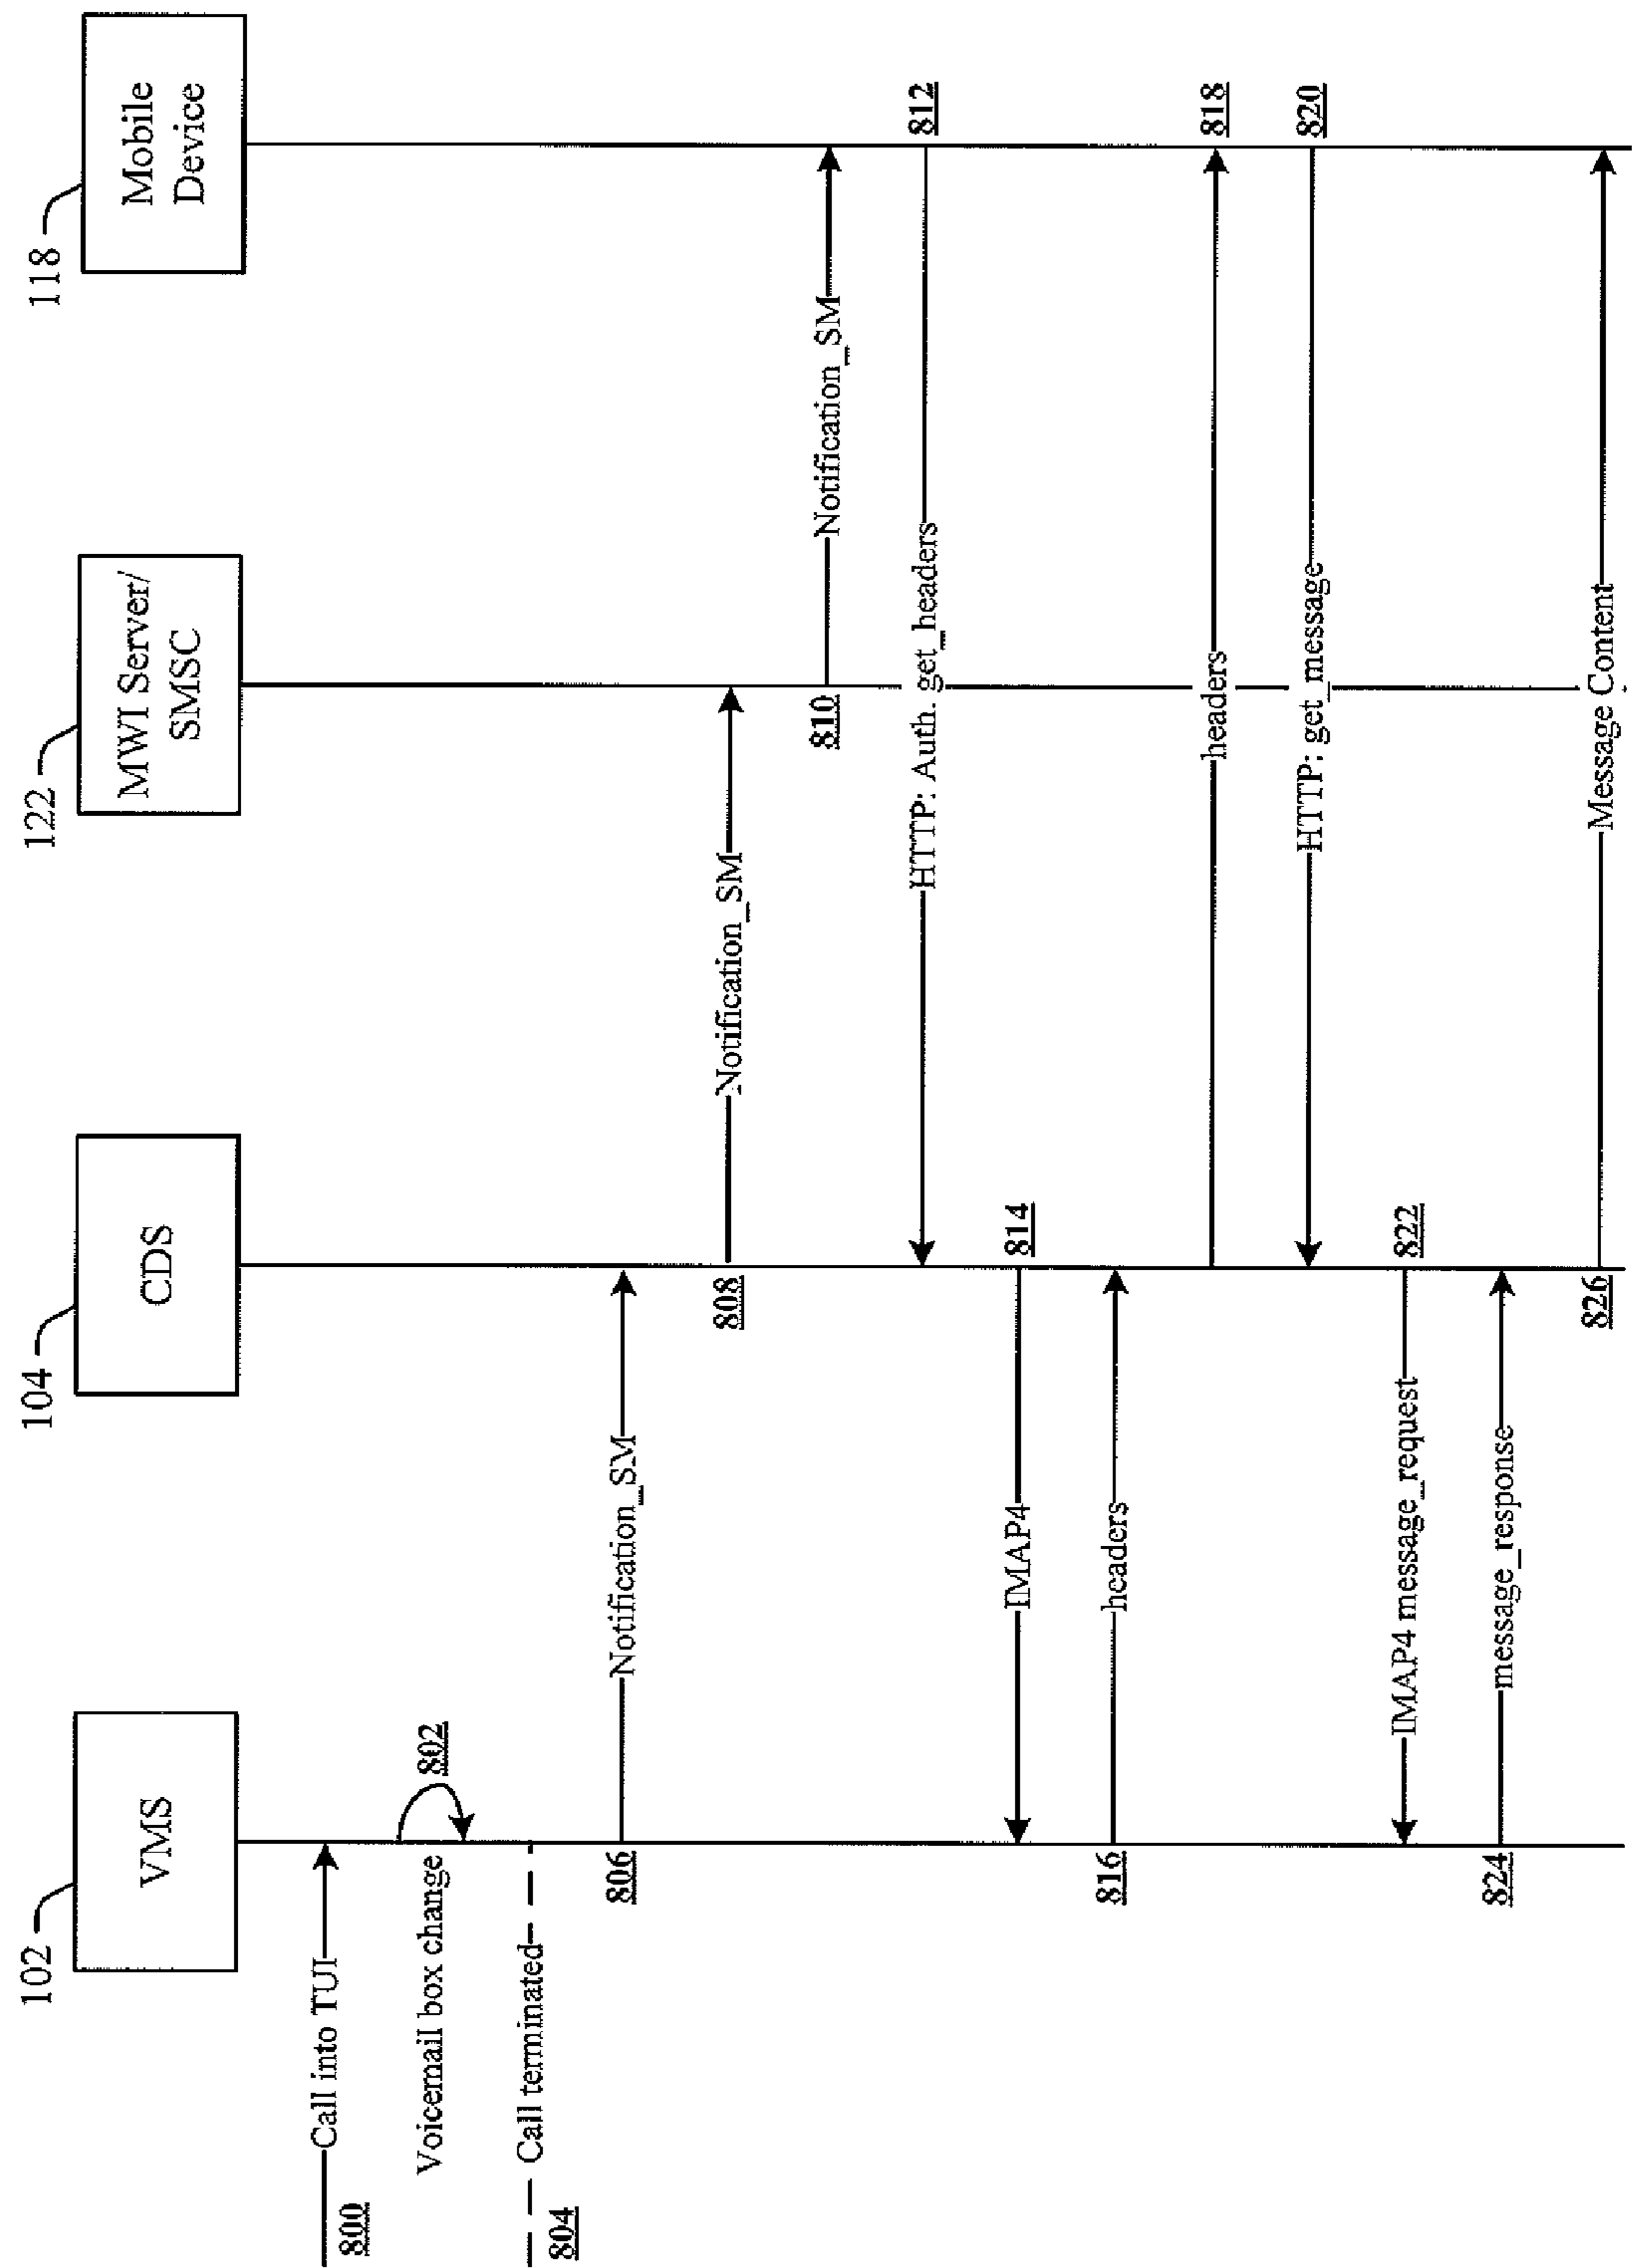 102
VMS
104
CDS
122
MWI Server/
SMSC
118
Mobile
Device
Call into TUI
800
802
Voicemail box change
Call terminated
804
Notification_SM
806
Notification_SM
808
Notification_SM
810
812
HTTP: Auth. get_headers
814
IMAP4
headers
816
818
headers
820
HTTP: get_message
822
IMAP4 message_request
message_response
824
Message Content
826